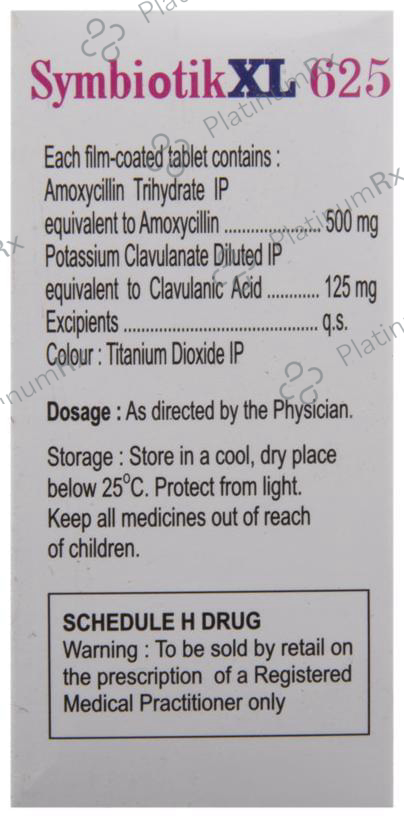 SymbiotikXL 625
Each film-coated tablet contains :
Amoxycillin Trihydrate IP
equivalent to Amoxycillin ...................... 500 mg
Potassium Clavulanate Diluted IP
equivalent to Clavulanic Acid ............ 125 mg
Excipients ............................................ q.s.
Colour : Titanium Dioxide IP
Dosage : As directed by the Physician.
Storage : Store in a cool, dry place
below 25°C. Protect from light.
Keep all medicines out of reach
of children.
SCHEDULE H DRUG
Warning : To be sold by retail on
the prescription of a Registered
Medical Practitioner only
PlatinumRx
PlatinumRx
PlatinumRx